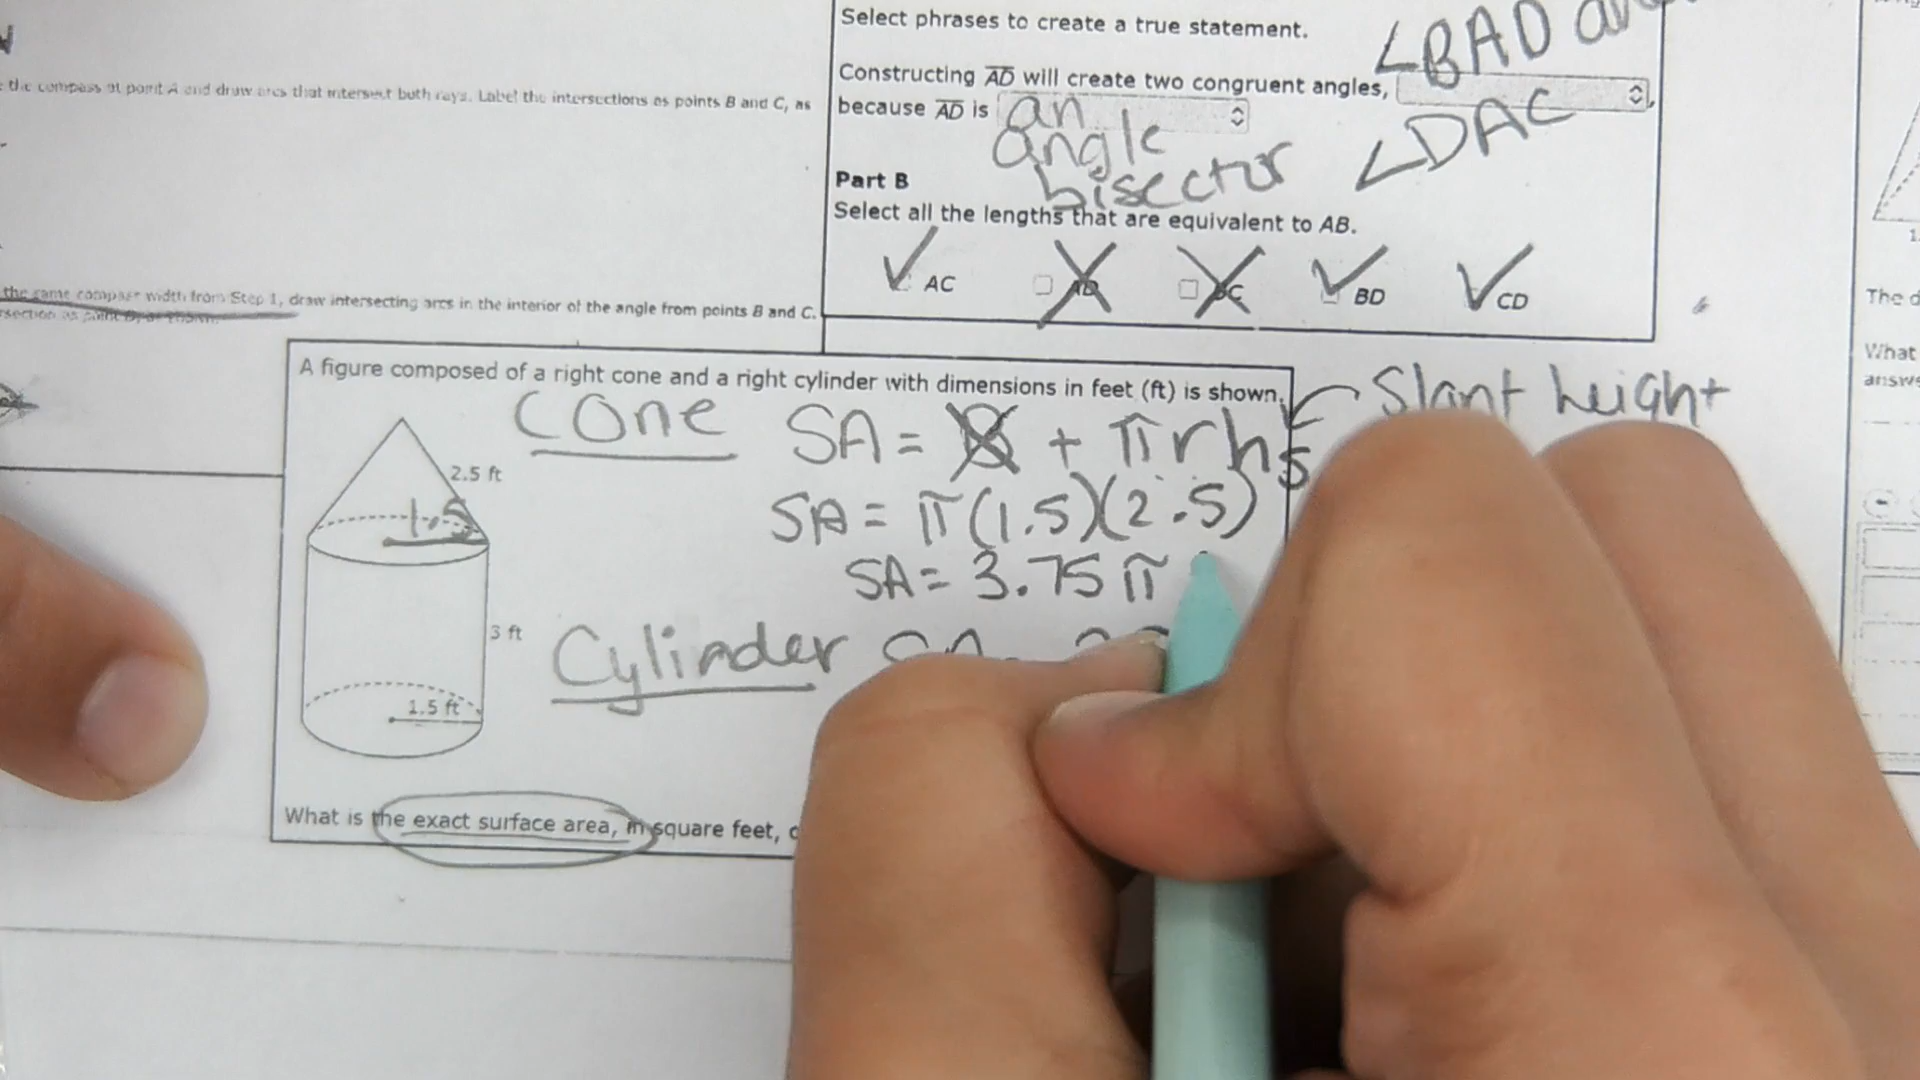 Select phrases to create a true statement.
∠BAD
the compass at point A and draw arcs that intersect both rays. Label the intersections as points B and C, as
Constructing AD will create two congruent angles,
because AD is an angle bisector
∠DAC
Part B
Select all the lengths that are equivalent to AB.
AC BD CD
the same compass width from Step 1, draw intersecting arcs in the interior of the angle from points B and C.
The
What
A figure composed of a right cone and a right cylinder with dimensions in feet (ft) is shown.
Slant height
Cone SA = B + πrhs
2.5 ft
1.5
SA = π(1.5)(2.5)
SA = 3.75π
3 ft
Cylinder SA
1.5 ft
What is the exact surface area, in square feet,